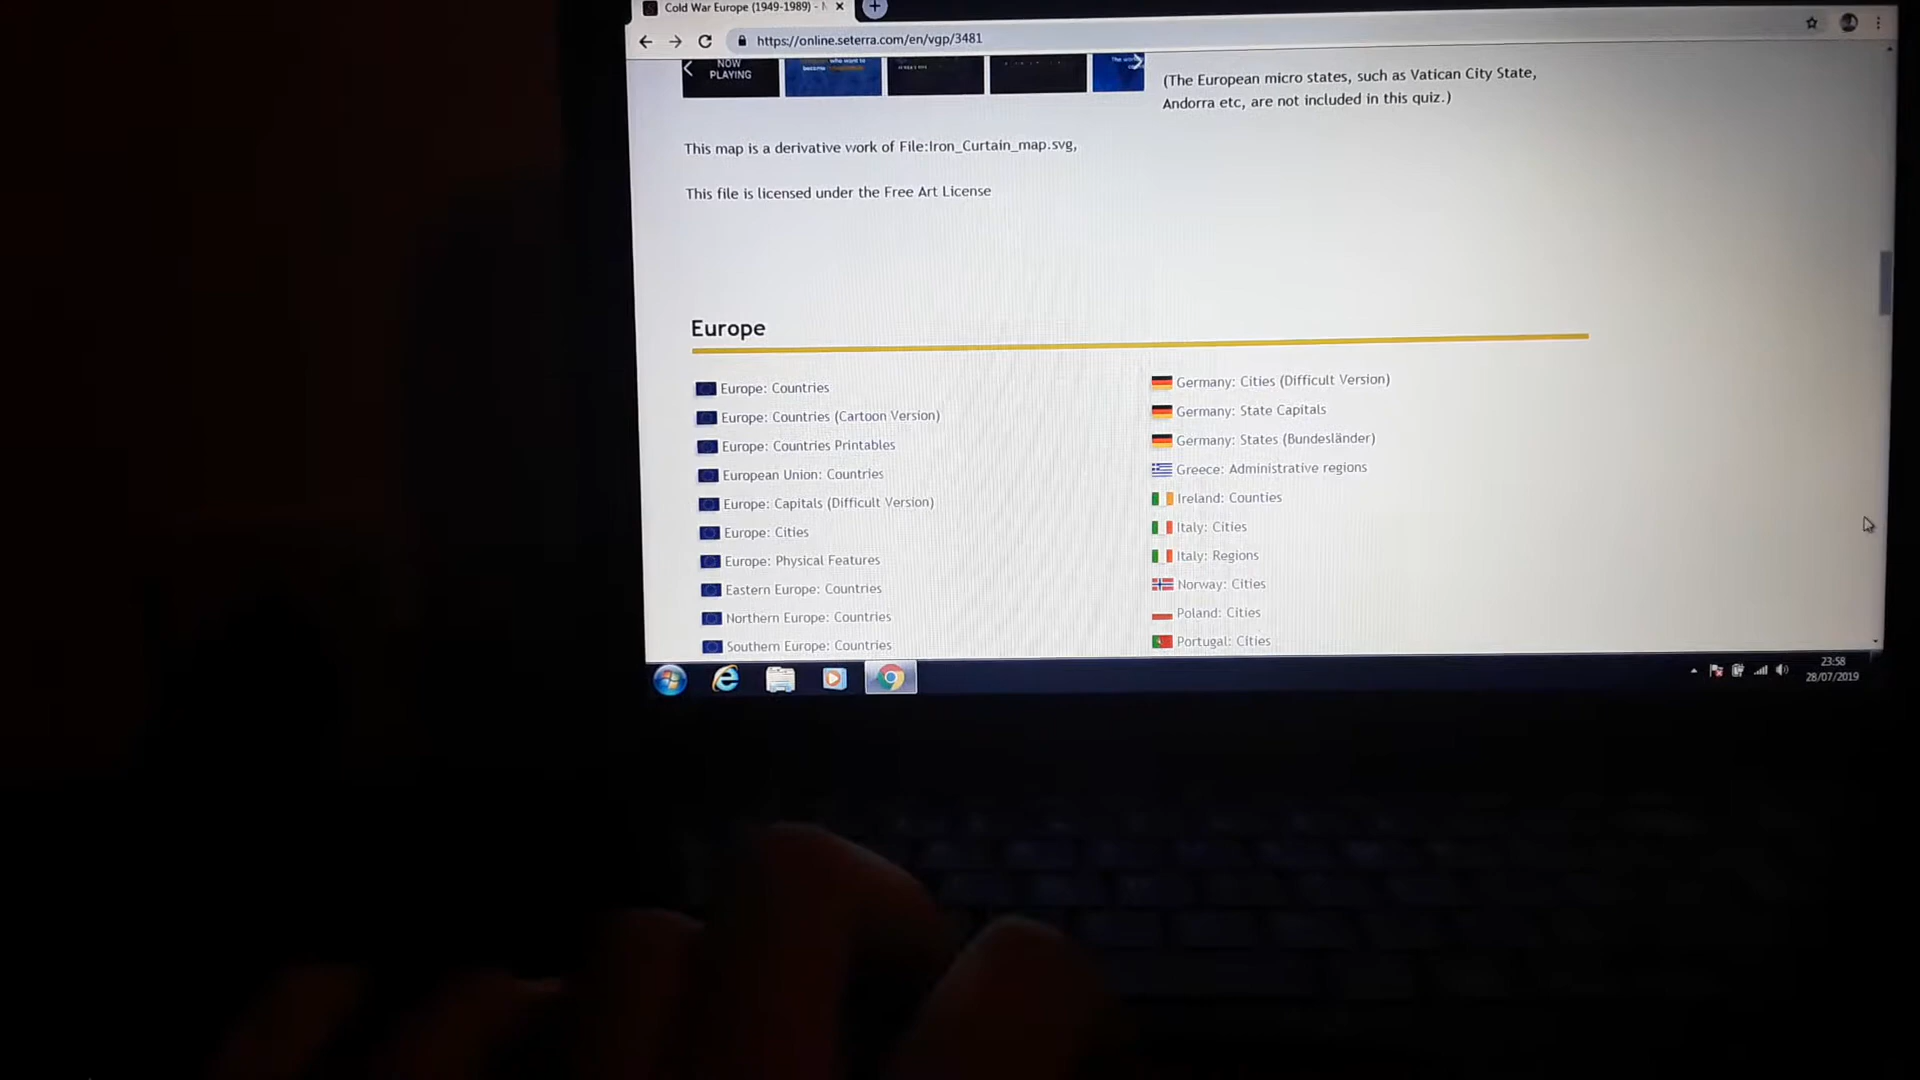 Cold War Europe (1949-1989) - N
https://online.seterra.com/en/vgp/3481
NOW
PLAYING
who want to
(The European micro states, such as Vatican City State,
Andorra etc, are not included in this quiz.)
This map is a derivative work of File:Iron_Curtain_map.svg,
This file is licensed under the Free Art License
Europe
Europe: Countries
Europe: Countries (Cartoon Version)
Europe: Countries Printables
European Union: Countries
Europe: Capitals (Difficult Version)
Europe: Cities
Europe: Physical Features
Eastern Europe: Countries
Northern Europe: Countries
Southern Europe: Countries
Germany: Cities (Difficult Version)
Germany: State Capitals
Germany: States (Bundesländer)
Greece: Administrative regions
Ireland: Counties
Italy: Cities
Italy: Regions
Norway: Cities
Poland: Cities
Portugal: Cities
23:58
28/07/2019